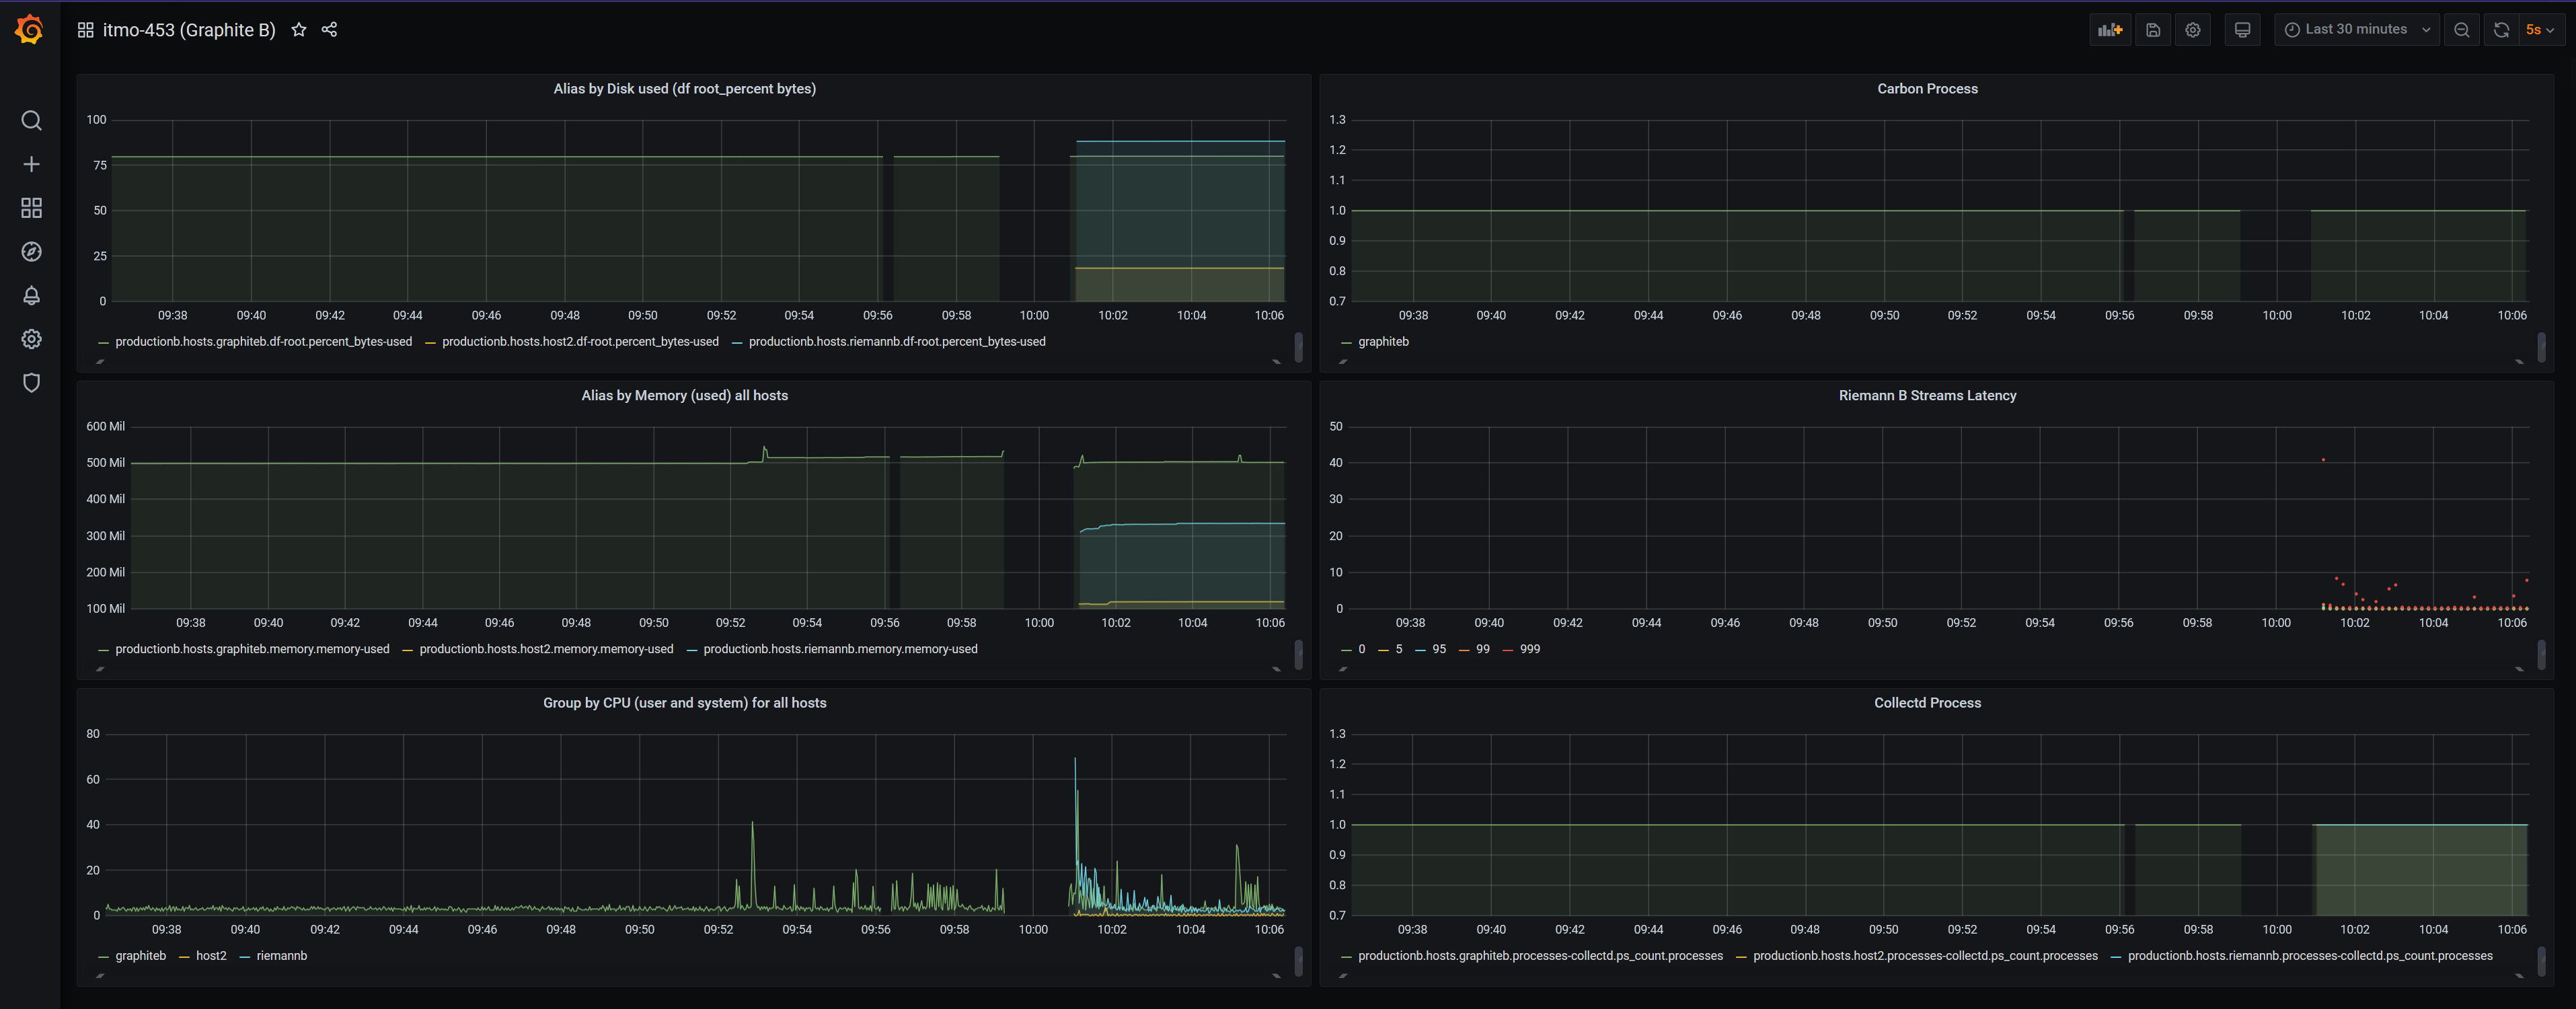 itmo-453 (Graphite B)
Last 30 minutes
5s
Alias by Disk used (df root_percent bytes)
100
75
50
25
0
09:38 09:40 09:42 09:44 09:46 09:48 09:50 09:52 09:54 09:56 09:58 10:00 10:02 10:04 10:06
productionb.hosts.graphiteb.df-root.percent_bytes-used productionb.hosts.host2.df-root.percent_bytes-used productionb.hosts.riemannb.df-root.percent_bytes-used
Carbon Process
1.3
1.2
1.1
1.0
0.9
0.8
0.7
09:38 09:40 09:42 09:44 09:46 09:48 09:50 09:52 09:54 09:56 09:58 10:00 10:02 10:04 10:06
graphiteb
Alias by Memory (used) all hosts
600 Mil
500 Mil
400 Mil
300 Mil
200 Mil
100 Mil
09:38 09:40 09:42 09:44 09:46 09:48 09:50 09:52 09:54 09:56 09:58 10:00 10:02 10:04 10:06
productionb.hosts.graphiteb.memory.memory-used productionb.hosts.host2.memory.memory-used productionb.hosts.riemannb.memory.memory-used
Riemann B Streams Latency
50
40
30
20
10
0
09:38 09:40 09:42 09:44 09:46 09:48 09:50 09:52 09:54 09:56 09:58 10:00 10:02 10:04 10:06
0 5 95 99 999
Group by CPU (user and system) for all hosts
80
60
40
20
0
09:38 09:40 09:42 09:44 09:46 09:48 09:50 09:52 09:54 09:56 09:58 10:00 10:02 10:04 10:06
graphiteb host2 riemannb
Collectd Process
1.3
1.2
1.1
1.0
0.9
0.8
0.7
09:38 09:40 09:42 09:44 09:46 09:48 09:50 09:52 09:54 09:56 09:58 10:00 10:02 10:04 10:06
productionb.hosts.graphiteb.processes-collectd.ps_count.processes productionb.hosts.host2.processes-collectd.ps_count.processes productionb.hosts.riemannb.processes-collectd.ps_count.processes